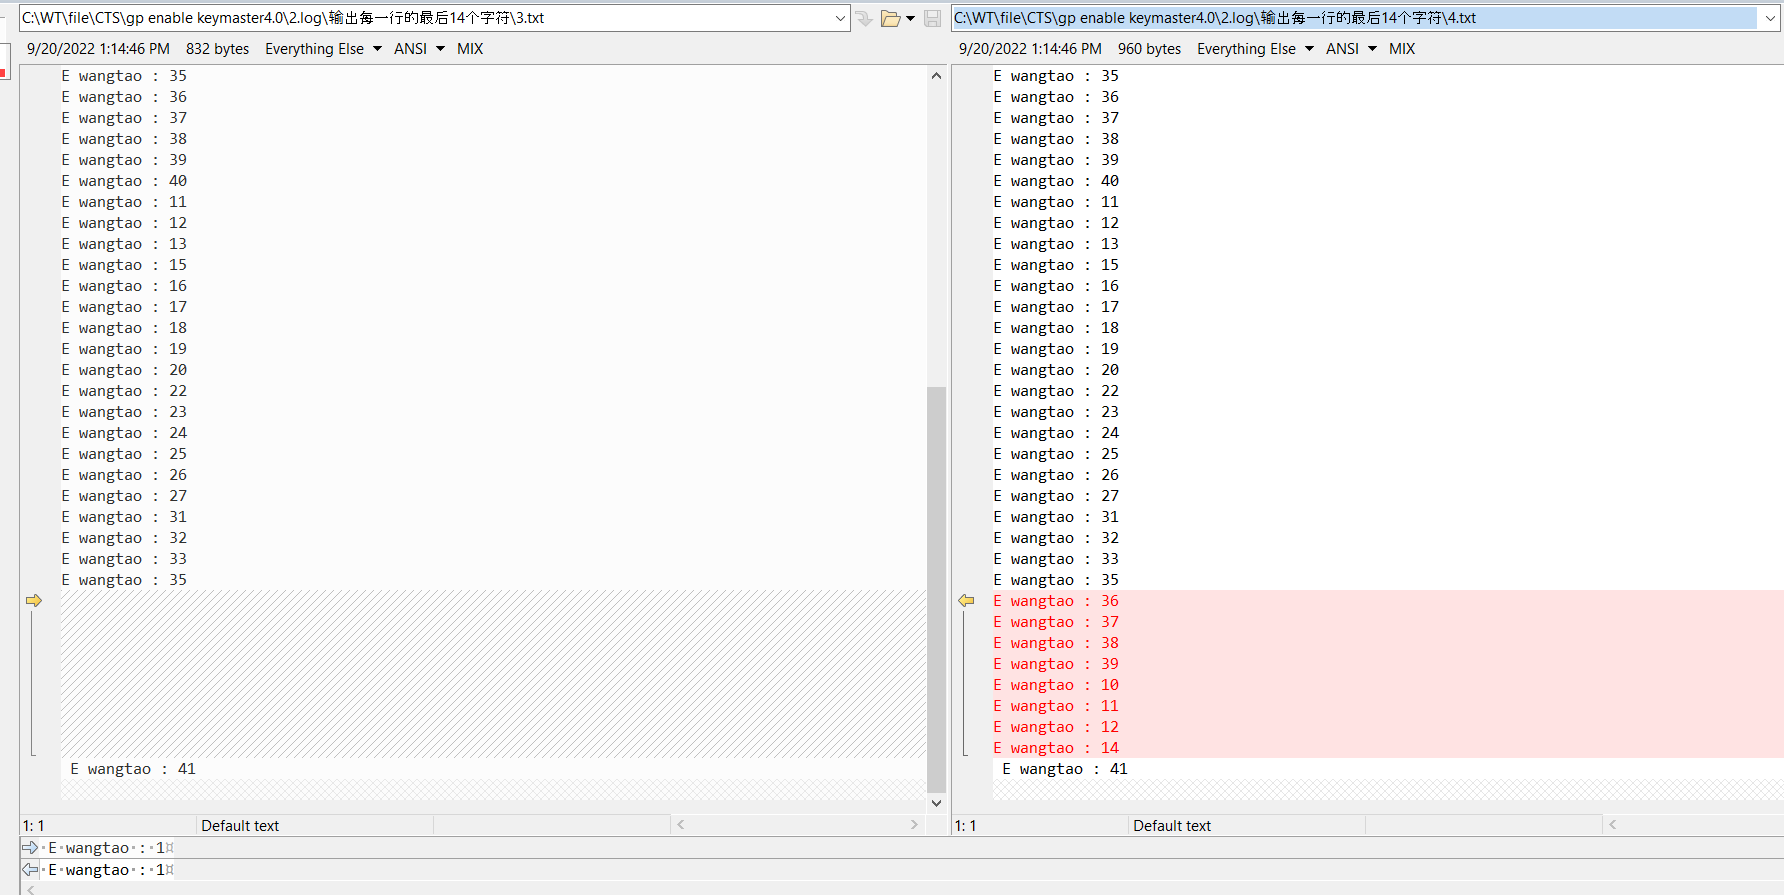 C:\WT\file\CTS\gp enable keymaster4.0\2.log\输出每一行的最后14个字符\3.txt
9/20/2022 1:14:46 PM 832 bytes Everything Else ANSI MIX
E wangtao : 35
E wangtao : 36
E wangtao : 37
E wangtao : 38
E wangtao : 39
E wangtao : 40
E wangtao : 11
E wangtao : 12
E wangtao : 13
E wangtao : 15
E wangtao : 16
E wangtao : 17
E wangtao : 18
E wangtao : 19
E wangtao : 20
E wangtao : 22
E wangtao : 23
E wangtao : 24
E wangtao : 25
E wangtao : 26
E wangtao : 27
E wangtao : 31
E wangtao : 32
E wangtao : 33
E wangtao : 35
E wangtao : 41
1: 1 Default text
C:\WT\file\CTS\gp enable keymaster4.0\2.log\输出每一行的最后14个字符\4.txt
9/20/2022 1:14:46 PM 960 bytes Everything Else ANSI MIX
E wangtao : 35
E wangtao : 36
E wangtao : 37
E wangtao : 38
E wangtao : 39
E wangtao : 40
E wangtao : 11
E wangtao : 12
E wangtao : 13
E wangtao : 15
E wangtao : 16
E wangtao : 17
E wangtao : 18
E wangtao : 19
E wangtao : 20
E wangtao : 22
E wangtao : 23
E wangtao : 24
E wangtao : 25
E wangtao : 26
E wangtao : 27
E wangtao : 31
E wangtao : 32
E wangtao : 33
E wangtao : 35
E wangtao : 36
E wangtao : 37
E wangtao : 38
E wangtao : 39
E wangtao : 10
E wangtao : 11
E wangtao : 12
E wangtao : 14
E wangtao : 41
1: 1 Default text
·E·wangtao·:·1¤
·E·wangtao·:·1¤